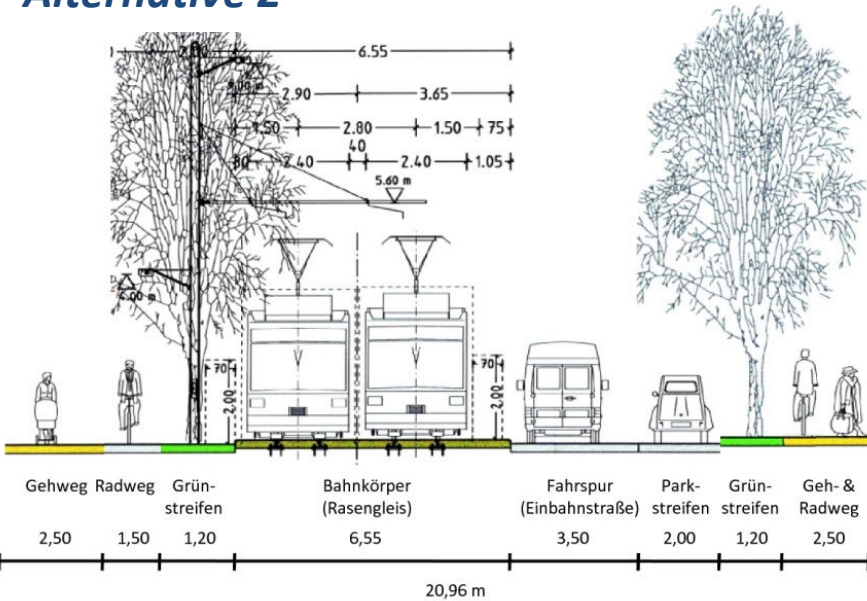 Alternative 2
6.55
2.90 3.65
1.50 2.80 1.50 75
40
2.40 2.40 1.05
5.60 m
4.00 m
70 2.00 70 2.00
Gehweg Radweg Grün- Bahnkörper Fahrspur Park- Grün- Geh- &
streifen (Rasengleis) (Einbahnstraße) streifen streifen Radweg
2,50 1,50 1,20 6,55 3,50 2,00 1,20 2,50
20,96 m